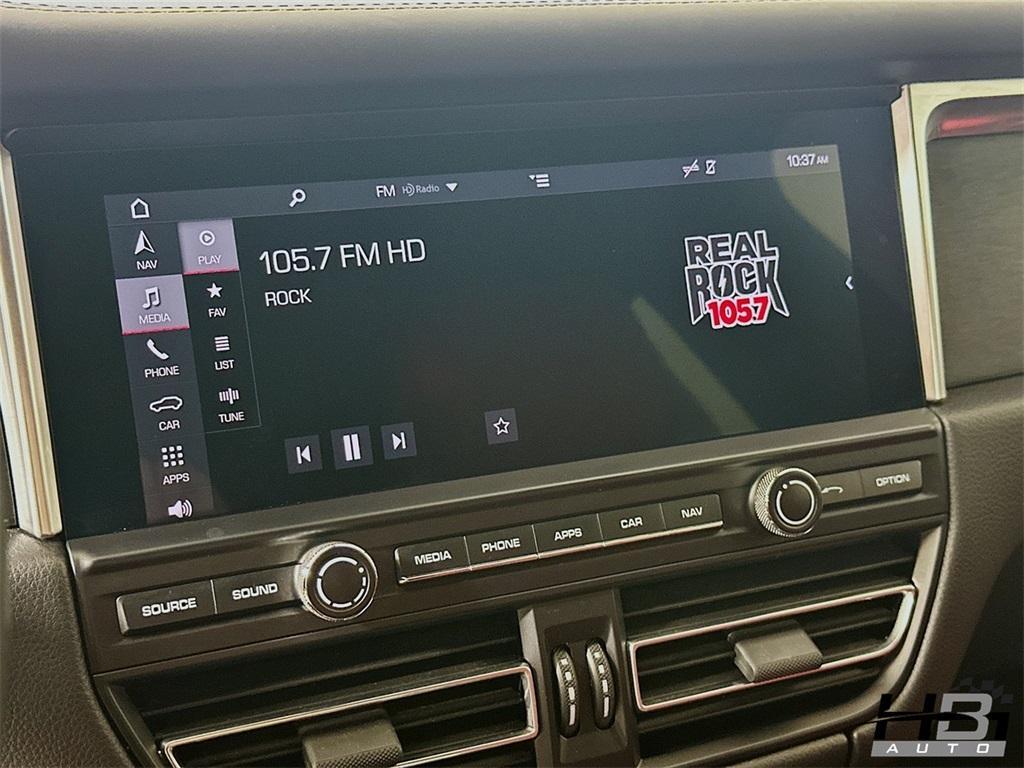 FM HD Radio
10:37 AM
NAV
PLAY
105.7 FM HD
ROCK
REAL
ROCK
105.7
MEDIA
FAV
PHONE
LIST
CAR
TUNE
APPS
MEDIA
PHONE
APPS
CAR
NAV
OPTION
SOURCE
SOUND
HB
AUTO